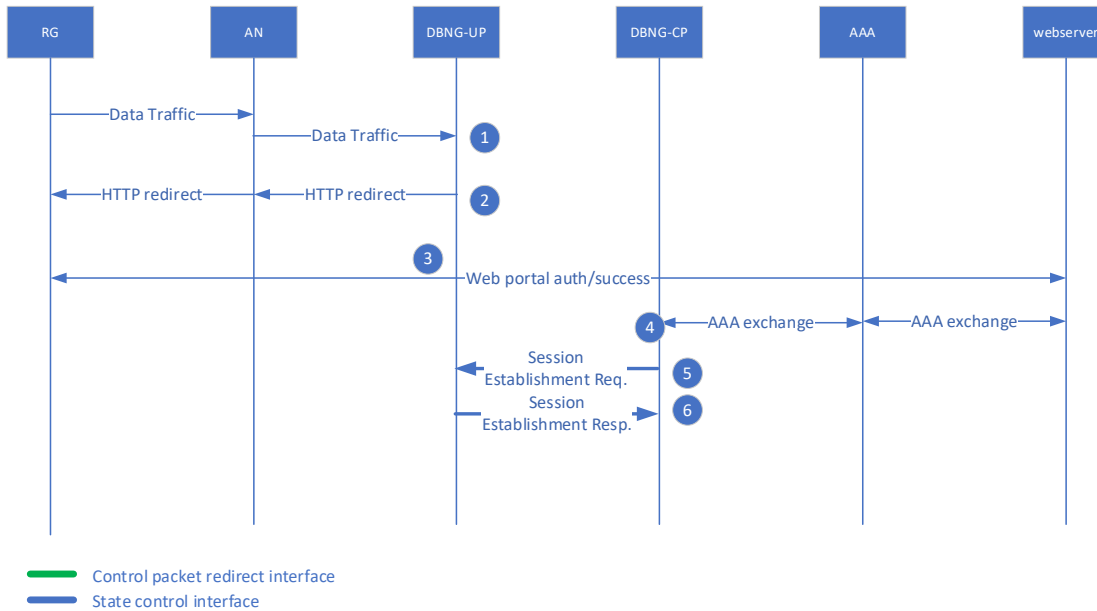 RG
AN
DBNG-UP
DBNG-CP
AAA
webserver
Data Traffic
Data Traffic
1
HTTP redirect
HTTP redirect
2
3
Web portal auth/success
4
AAA exchange
AAA exchange
Session
Establishment Req.
5
Session
Establishment Resp.
6
Control packet redirect interface
State control interface